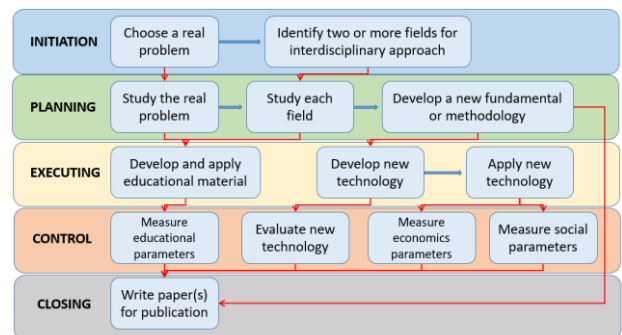 INITIATION
Choose a real
problem
Identify two or more fields for
interdisciplinary approach
PLANNING
Study the real
problem
Study each
field
Develop a new fundamental
or methodology
EXECUTING
Develop and apply
educational material
Develop new
technology
Apply new
technology
CONTROL
Measure
educational
parameters
Evaluate new
technology
Measure
economics
parameters
Measure social
parameters
CLOSING
Write paper(s)
for publication